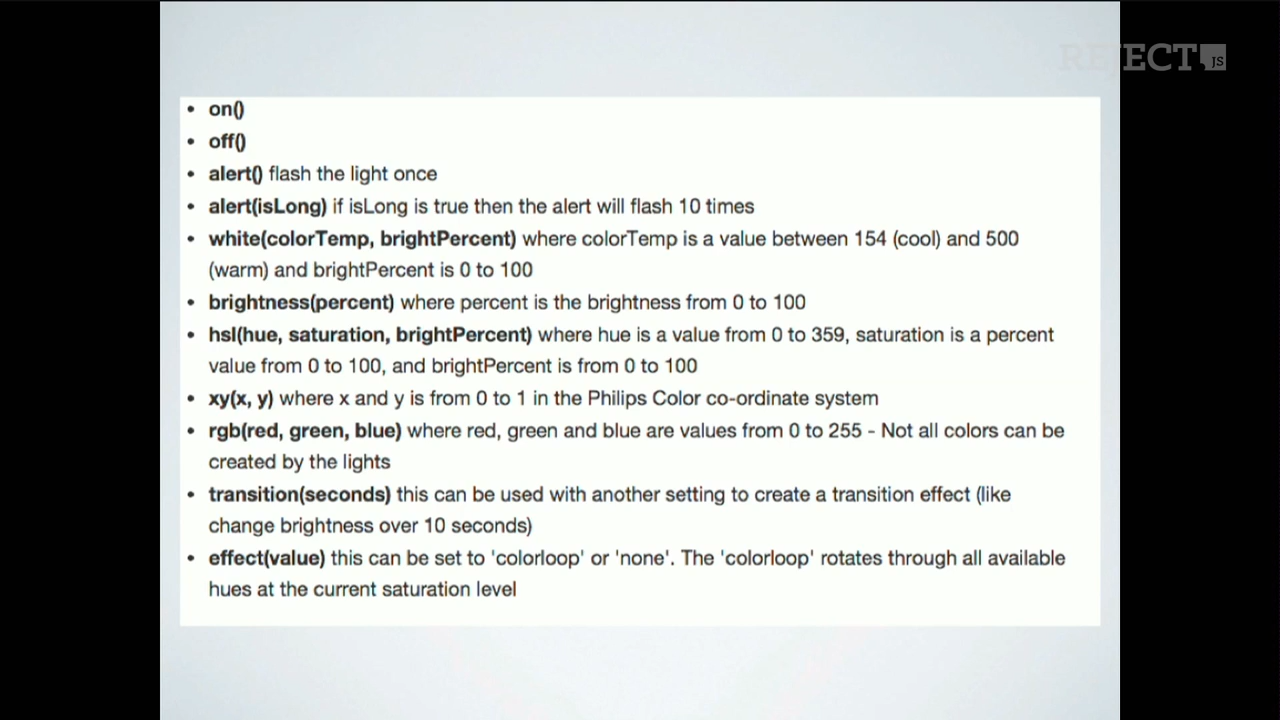 REJECT JS
• on()
• off()
• alert() flash the light once
• alert(isLong) if isLong is true then the alert will flash 10 times
• white(colorTemp, brightPercent) where colorTemp is a value between 154 (cool) and 500
(warm) and brightPercent is 0 to 100
• brightness(percent) where percent is the brightness from 0 to 100
• hsl(hue, saturation, brightPercent) where hue is a value from 0 to 359, saturation is a percent
value from 0 to 100, and brightPercent is from 0 to 100
• xy(x, y) where x and y is from 0 to 1 in the Philips Color co-ordinate system
• rgb(red, green, blue) where red, green and blue are values from 0 to 255 - Not all colors can be
created by the lights
• transition(seconds) this can be used with another setting to create a transition effect (like
change brightness over 10 seconds)
• effect(value) this can be set to 'colorloop' or 'none'. The 'colorloop' rotates through all available
hues at the current saturation level